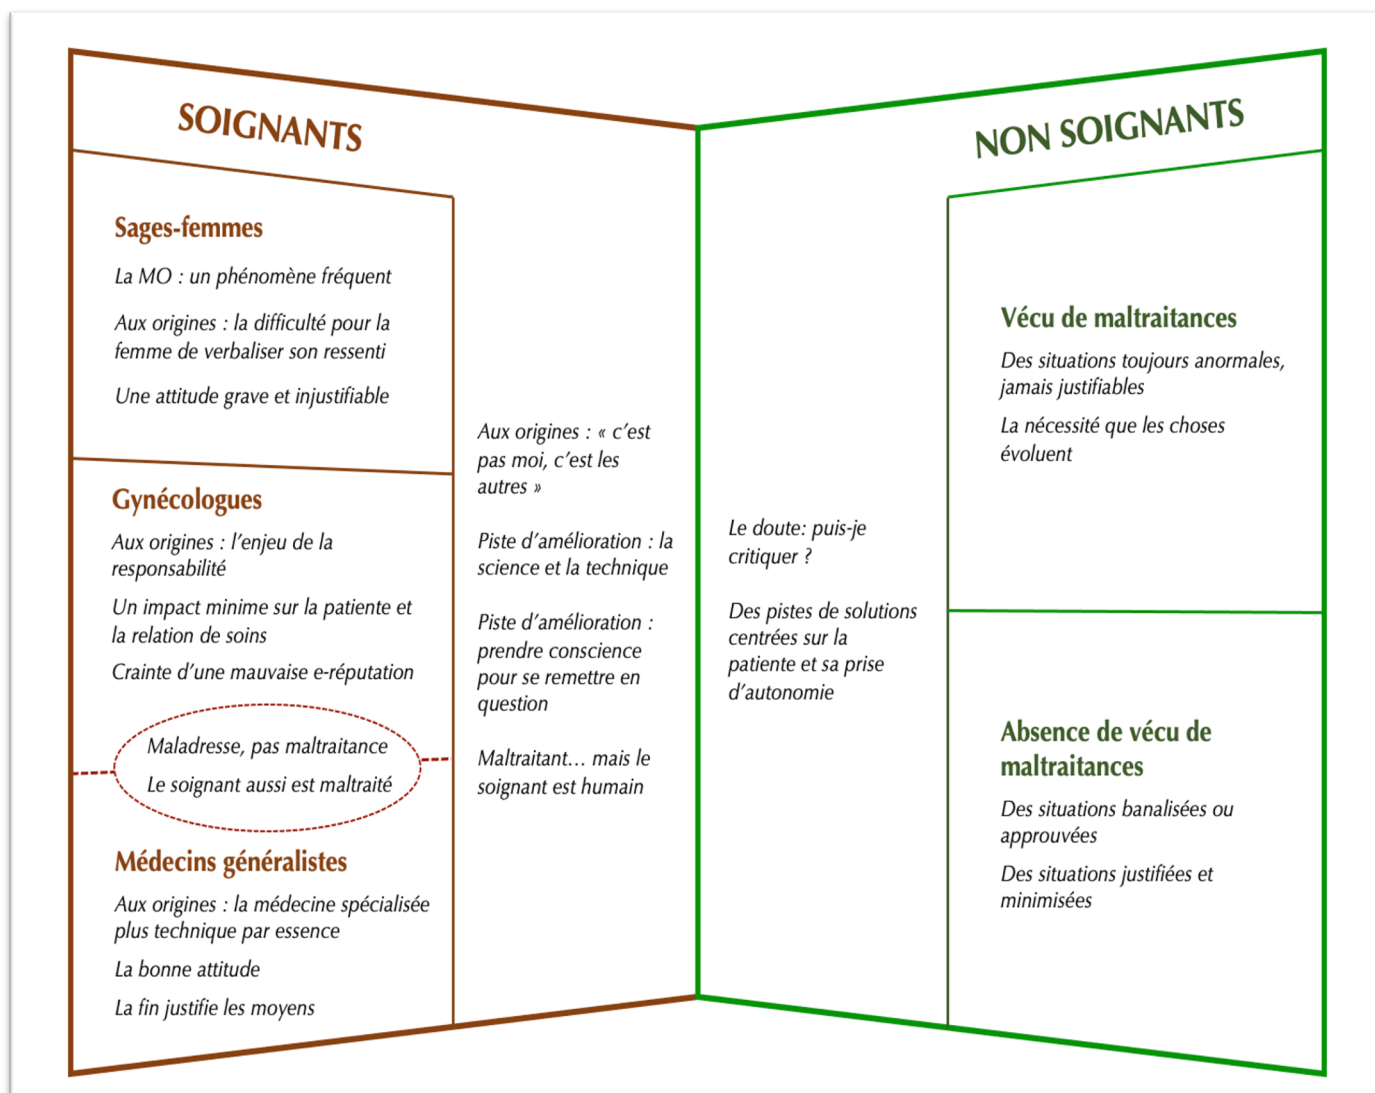 SOIGNANTS
Sages-femmes
La MO : un phénomène fréquent
Aux origines : la difficulté pour la
femme de verbaliser son ressenti
Une attitude grave et injustifiable
Gynécologues
Aux origines : l’enjeu de la
responsabilité
Un impact minime sur la patiente et
la relation de soins
Crainte d’une mauvaise e-réputation
Maladresse, pas maltraitance
Le soignant aussi est maltraité
Médecins généralistes
Aux origines : la médecine spécialisée
plus technique par essence
La bonne attitude
La fin justifie les moyens
Aux origines : « c’est
pas moi, c’est les
autres »
Piste d’amélioration : la
science et la technique
Piste d’amélioration :
prendre conscience
pour se remettre en
question
Maltraitant… mais le
soignant est humain
NON SOIGNANTS
Le doute: puis-je
critiquer ?
Des pistes de solutions
centrées sur la
patiente et sa prise
d’autonomie
Vécu de maltraitances
Des situations toujours anormales,
jamais justifiables
La nécessité que les choses
évoluent
Absence de vécu de
maltraitances
Des situations banalisées ou
approuvées
Des situations justifiées et
minimisées